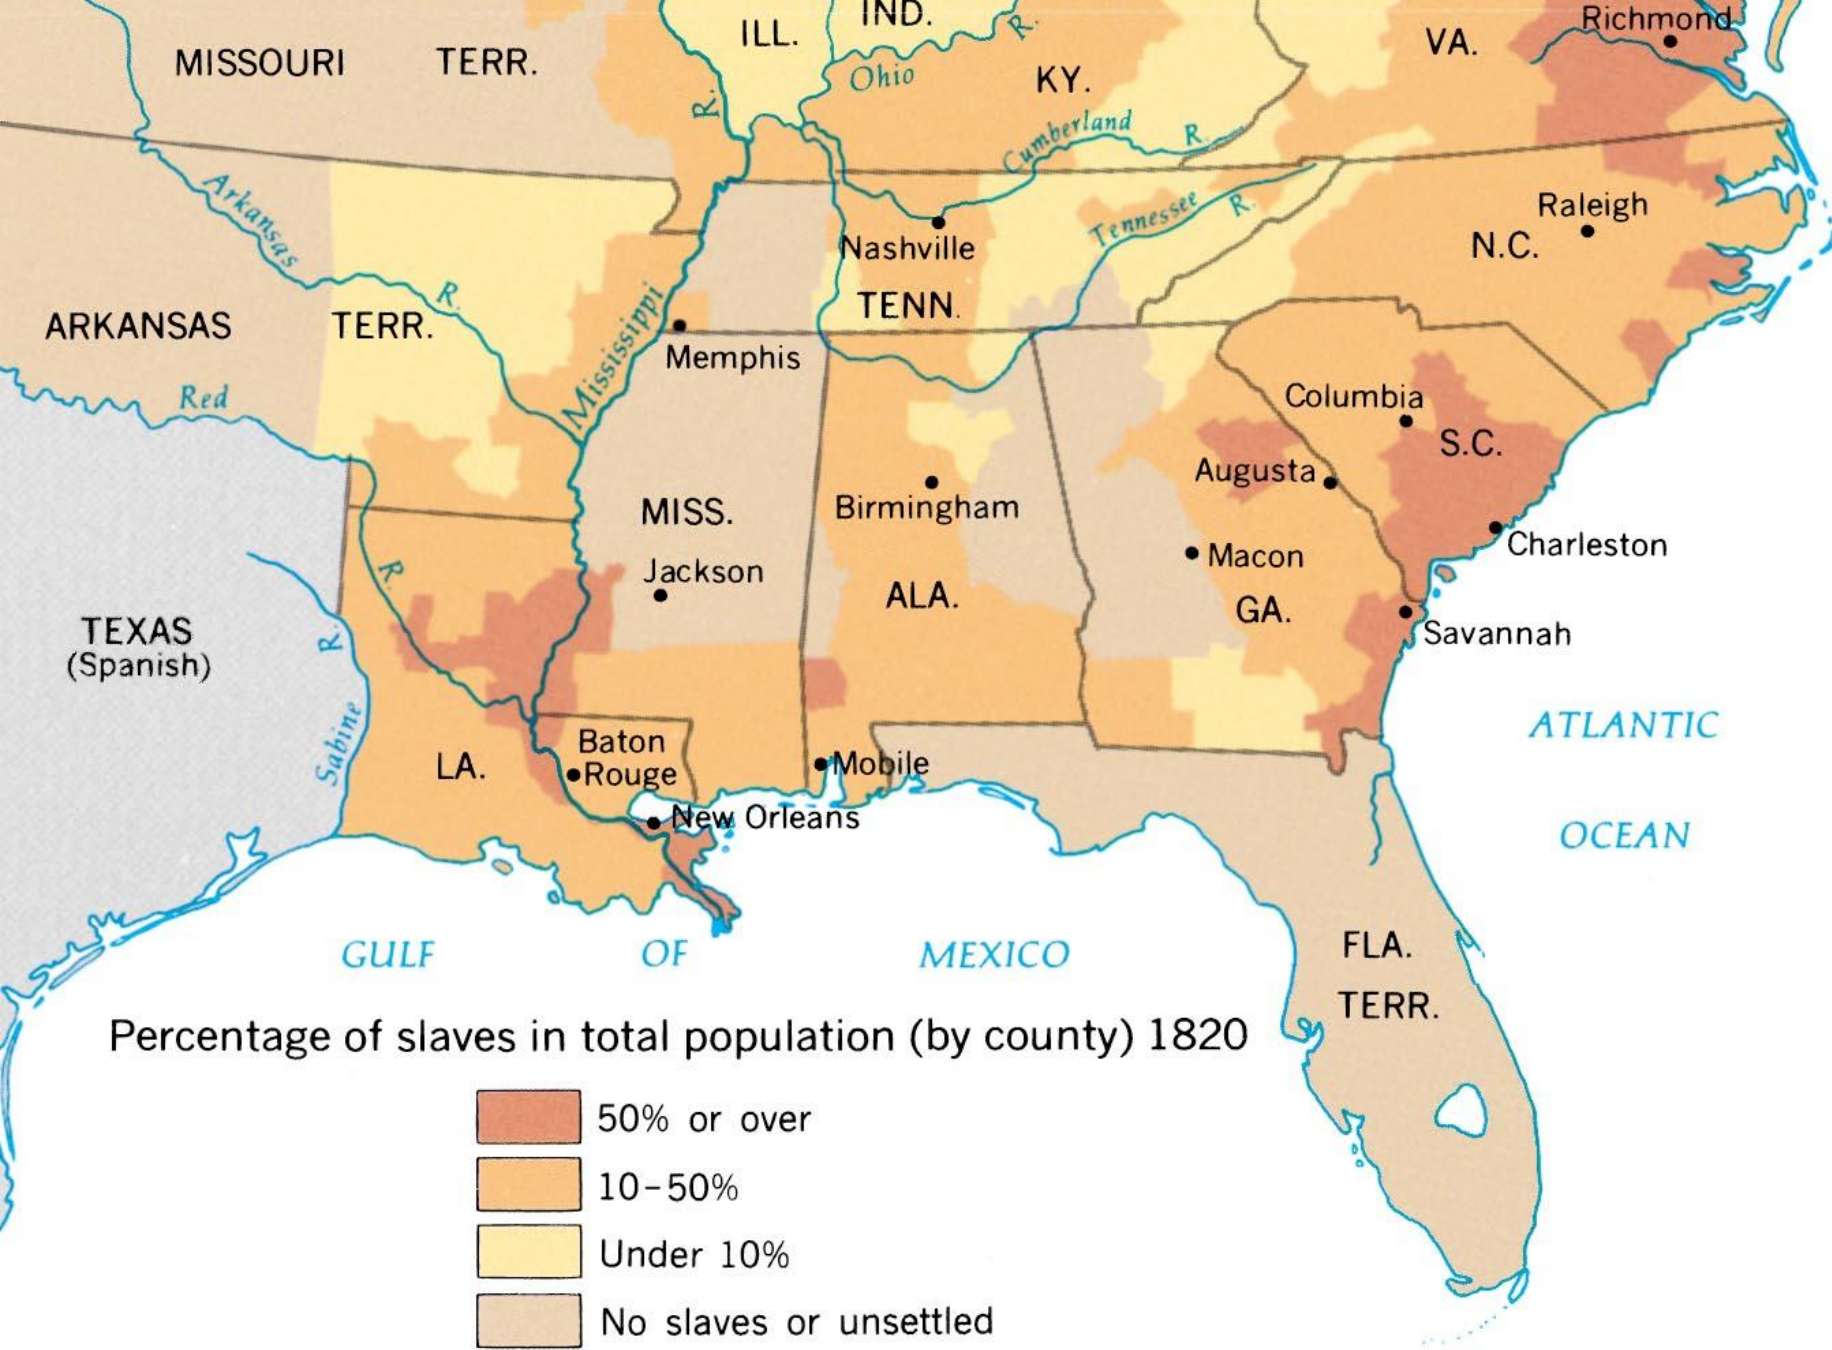 IND.
ILL.
R.
Richmond
VA.
MISSOURI TERR.
Ohio
KY.
R.
Cumberland
R.
Arkansas
Tennessee
R.
Raleigh
Nashville
N.C.
R.
TENN.
Mississippi
ARKANSAS TERR.
Memphis
Red
Columbia
S.C.
Augusta
MISS.
Birmingham
Charleston
Jackson
Macon
R.
ALA.
GA.
TEXAS
(Spanish)
R.
Savannah
Sabine
ATLANTIC
OCEAN
Baton
Rouge
LA.
Mobile
New Orleans
GULF OF MEXICO
FLA.
TERR.
Percentage of slaves in total population (by county) 1820
50% or over
10-50%
Under 10%
No slaves or unsettled